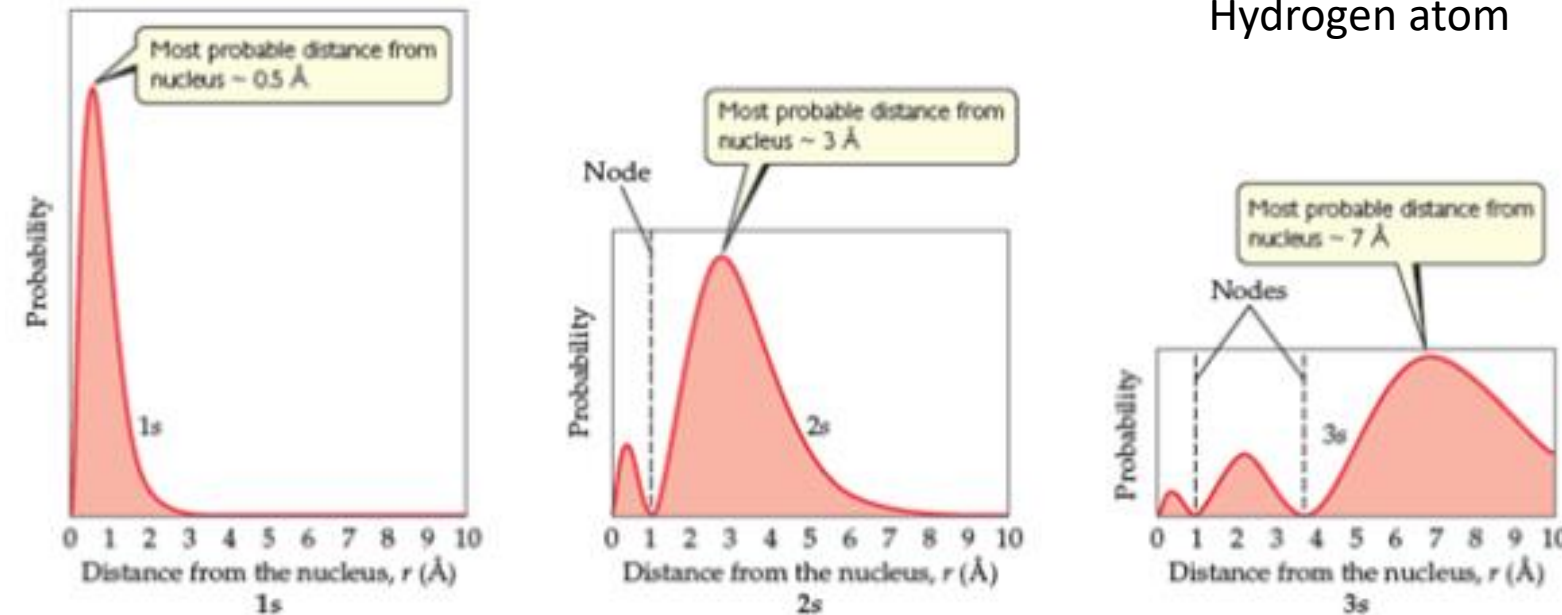 Hydrogen atom
Most probable distance from
nucleus ~ 0.5 Å
Probability
1s
0 1 2 3 4 5 6 7 8 9 10
Distance from the nucleus, r (Å)
1s
Most probable distance from
nucleus ~ 3 Å
Node
Probability
2s
0 1 2 3 4 5 6 7 8 9 10
Distance from the nucleus, r (Å)
2s
Most probable distance from
nucleus ~ 7 Å
Nodes
Probability
3s
0 1 2 3 4 5 6 7 8 9 10
Distance from the nucleus, r (Å)
3s